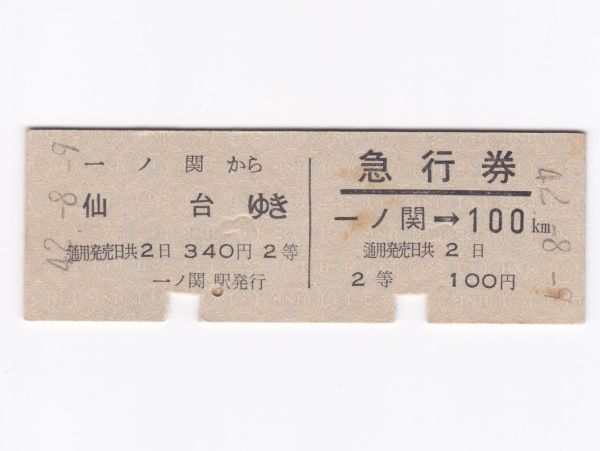 42.-8.-9
一ノ関から
仙台ゆき
通用発売日共2日 340円 2等
一ノ関駅発行
急行券
一ノ関→100km
通用発売日共2日
2等 100円
42.-8.-